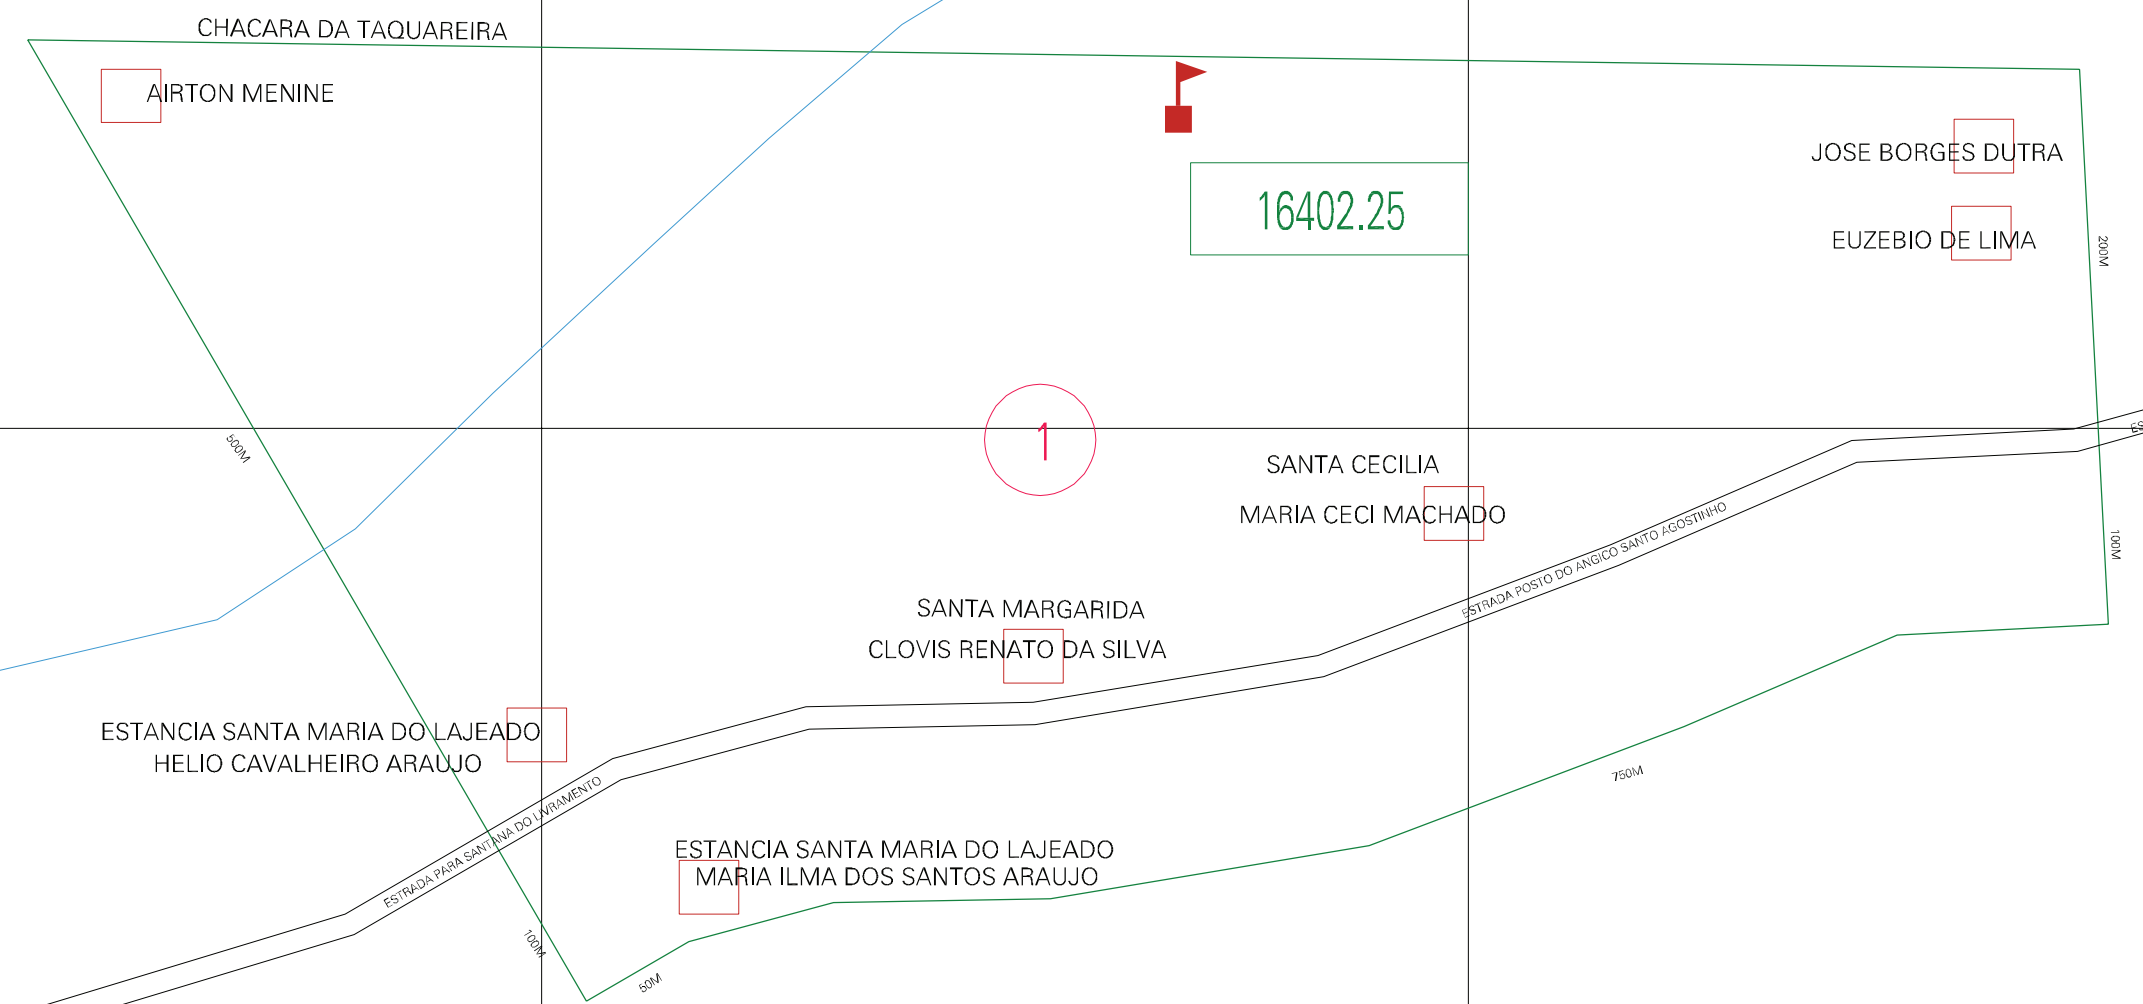 CHACARA DA TAQUAREIRA
AIRTON MENINE
JOSE BORGES DUTRA
16402.25
EUZEBIO DE LIMA
200M
500M
1
ES
SANTA CECILIA
MARIA CECI MACHADO
ESTRADA POSTO DO ANGICO SANTO AGOSTINHO
100M
SANTA MARGARIDA
CLOVIS RENATO DA SILVA
ESTANCIA SANTA MARIA DO LAJEADO
HELIO CAVALHEIRO ARAUJO
750M
ESTRADA PARA SANTANA DO LIVRAMENTO
ESTANCIA SANTA MARIA DO LAJEADO
MARIA ILMA DOS SANTOS ARAUJO
100M
50M